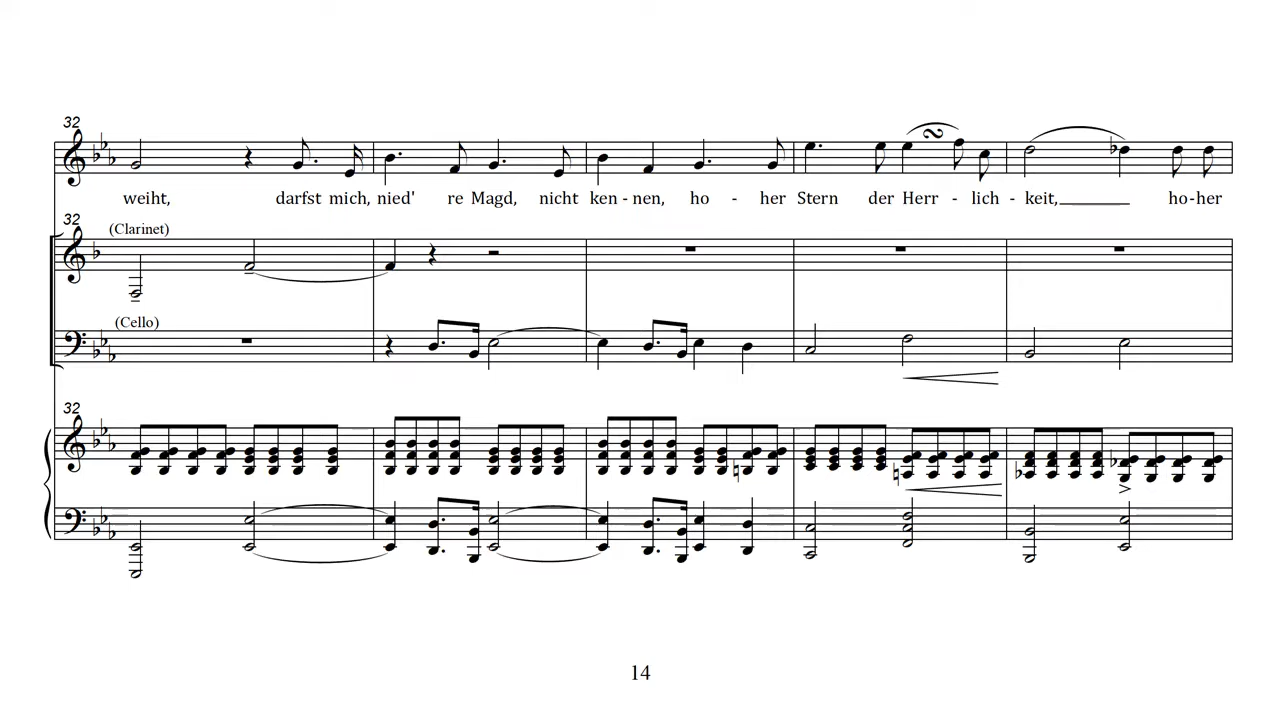 32
weiht, darfst mich, nied' re Magd, nicht ken - nen, ho - her Stern der Herr - lich - keit, ho-her
32
(Clarinet)
(Cello)
32
14